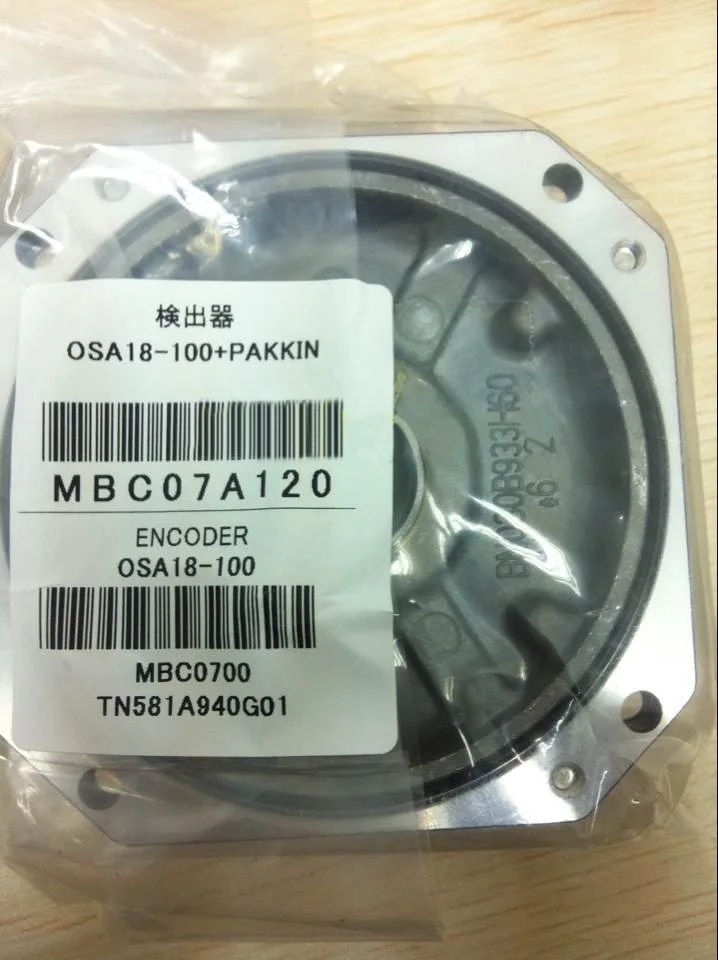 検出器
OSA18-100+PAKKIN
MBC07A120
ENCODER
OSA18-100
MBC0700
TN581A940G01
Z